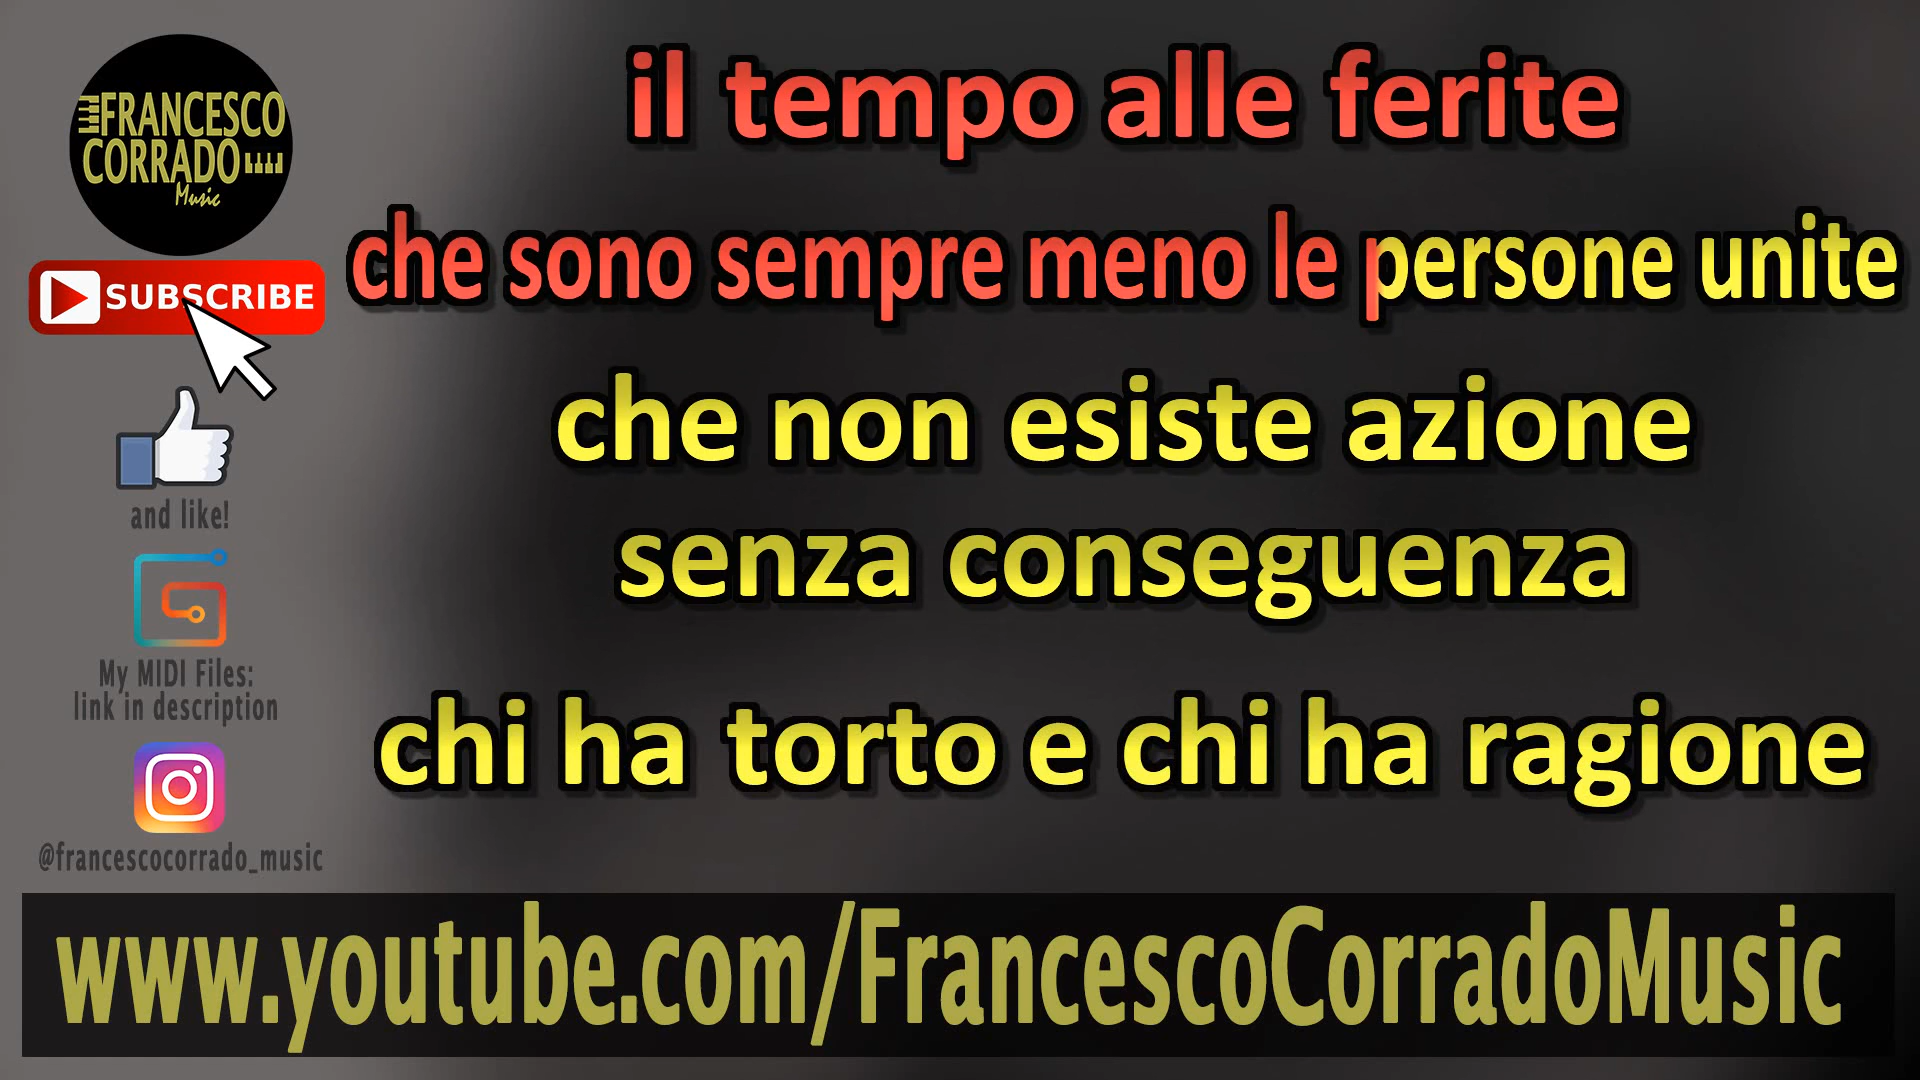 FRANCESCO
CORRADO
Music
SUBSCRIBE
and like!
My MIDI Files:
link in description
@francescocorrado_music
il tempo alle ferite
che sono sempre meno le persone unite
che non esiste azione
senza conseguenza
chi ha torto e chi ha ragione
www.youtube.com/FrancescoCorradoMusic